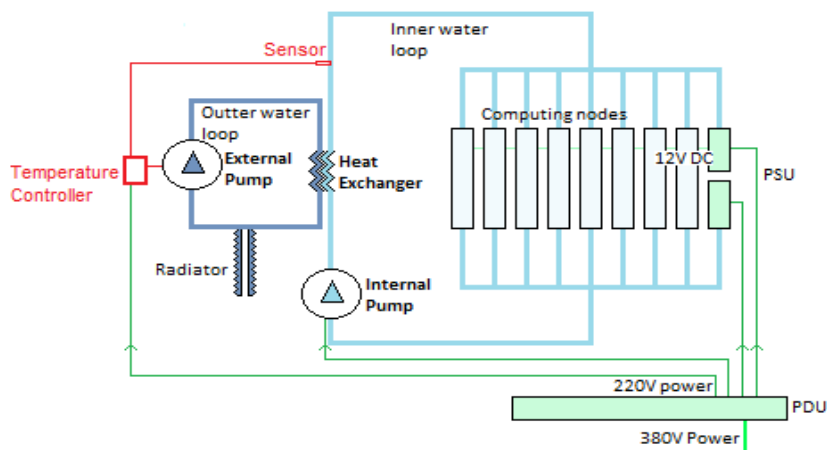 Inner water
loop
Sensor
Outter water
loop
Computing nodes
External
Pump
Heat
Exchanger
12V DC
PSU
Temperature
Controller
Radiator
Internal
Pump
220V power
PDU
380V Power